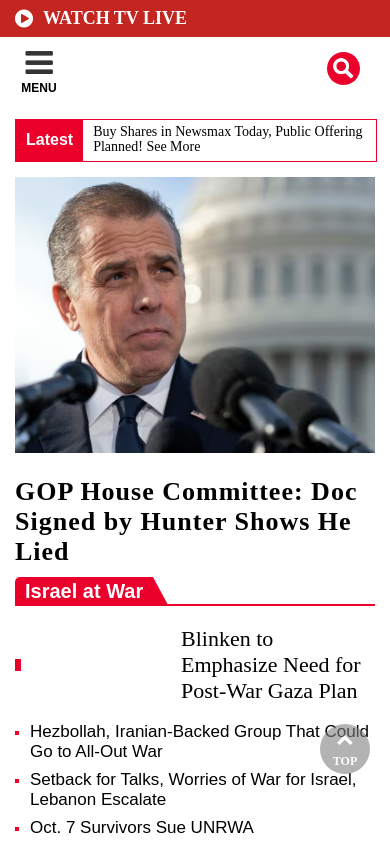 WATCH TV LIVE
MENU
Latest
Buy Shares in Newsmax Today, Public Offering
Planned! See More
GOP House Committee: Doc
Signed by Hunter Shows He
Lied
Israel at War
Blinken to
Emphasize Need for
Post-War Gaza Plan
Hezbollah, Iranian-Backed Group That Could
Go to All-Out War
TOP
Setback for Talks, Worries of War for Israel,
Lebanon Escalate
Oct. 7 Survivors Sue UNRWA